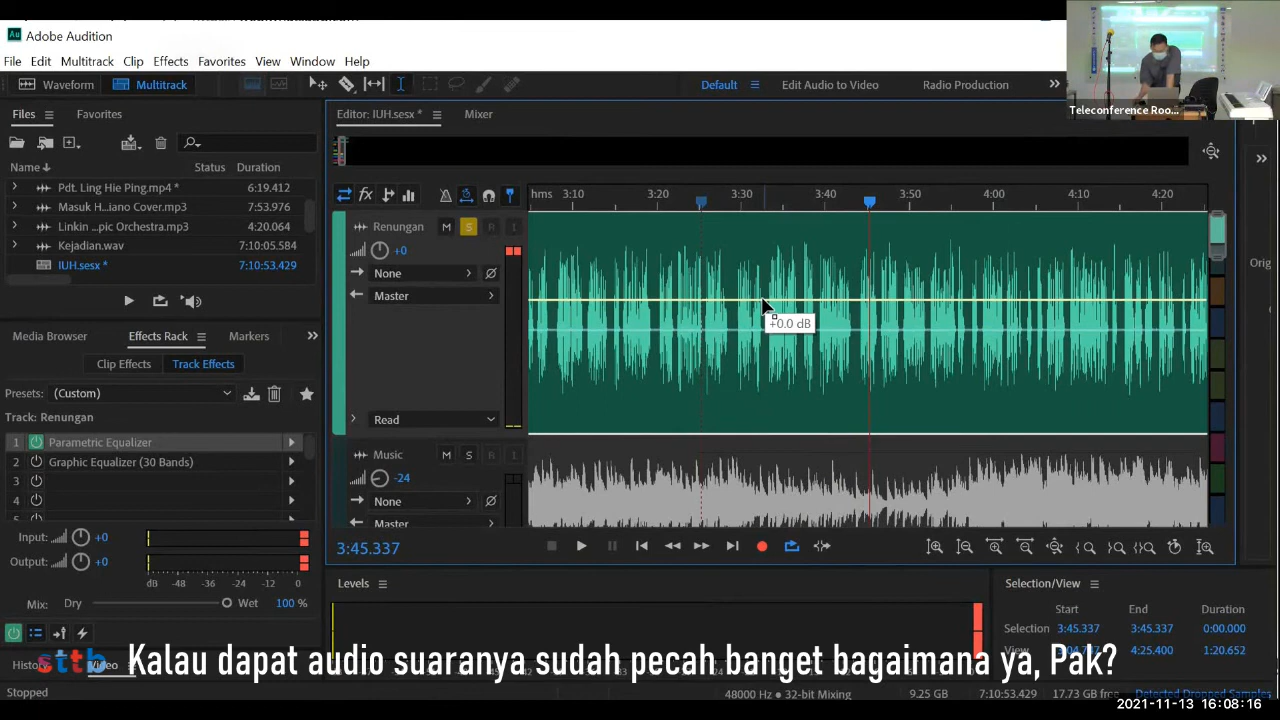 Adobe Audition
File Edit Multitrack Clip Effects Favorites View Window Help
Waveform Multitrack Default Edit Audio to Video Radio Production
Teleconference Roo...
Files Favorites Editor: IUH.sesx * Mixer
Name Status Duration
Pdt. Ling Hie Ping.mp4 * 6:19.412
Masuk H...iano Cover.mp3 7:53.976
Linkin ...pic Orchestra.mp3 4:20.064
Kejadian.wav 7:10:05.584
IUH.sesx * 7:10:53.429
hms 3:10 3:20 3:30 3:40 3:50 4:00 4:10 4:20
fx
Renungan M S R I
+0
None
Master
+0.0 dB
Read
Orig
Media Browser Effects Rack Markers
Clip Effects Track Effects
Presets: (Custom)
Track: Renungan
1 Parametric Equalizer
2 Graphic Equalizer (30 Bands)
3
4
5
Music M S R I
-24
None
Master
Input: +0
Output: +0
dB -48 -36 -24 -12 0
Mix: Dry Wet 100 %
3:45.337
Levels
Selection/View
Start End Duration
Selection 3:45.337 3:45.337 0:00.000
4:25.400 1:20.652
History Video
sttb
Kalau dapat audio suaranya sudah pecah banget bagaimana ya, Pak?
Stopped 48000 Hz • 32-bit Mixing 9.25 GB 7:10:53.429 17.73 GB free Detected Dropped Samples
2021-11-13 16:08:16